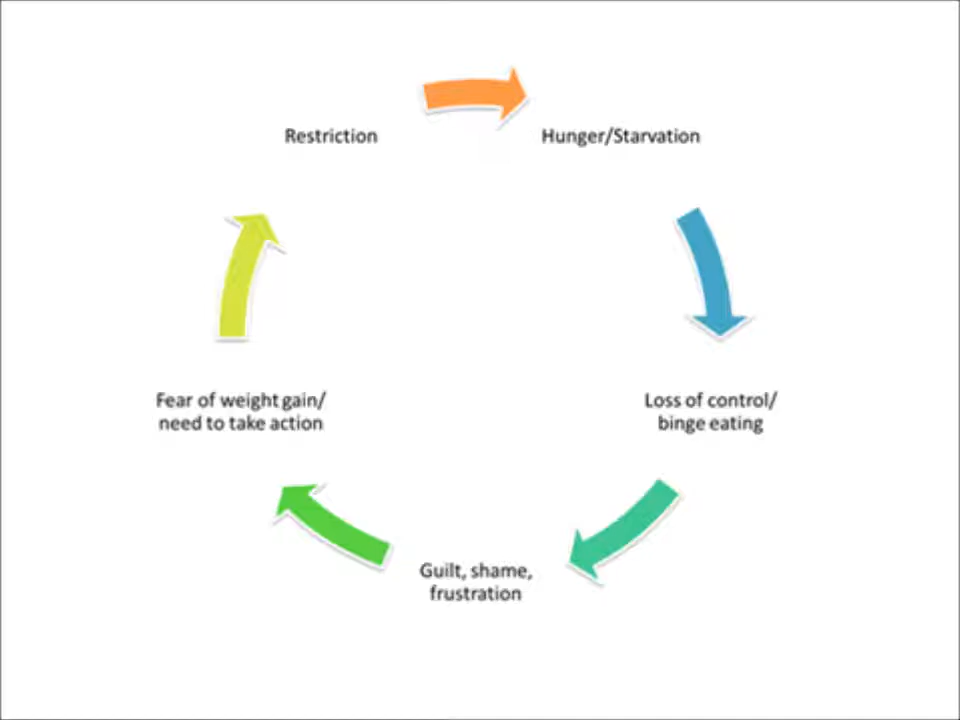 Restriction
Hunger/Starvation
Loss of control/
binge eating
Guilt, shame,
frustration
Fear of weight gain/
need to take action